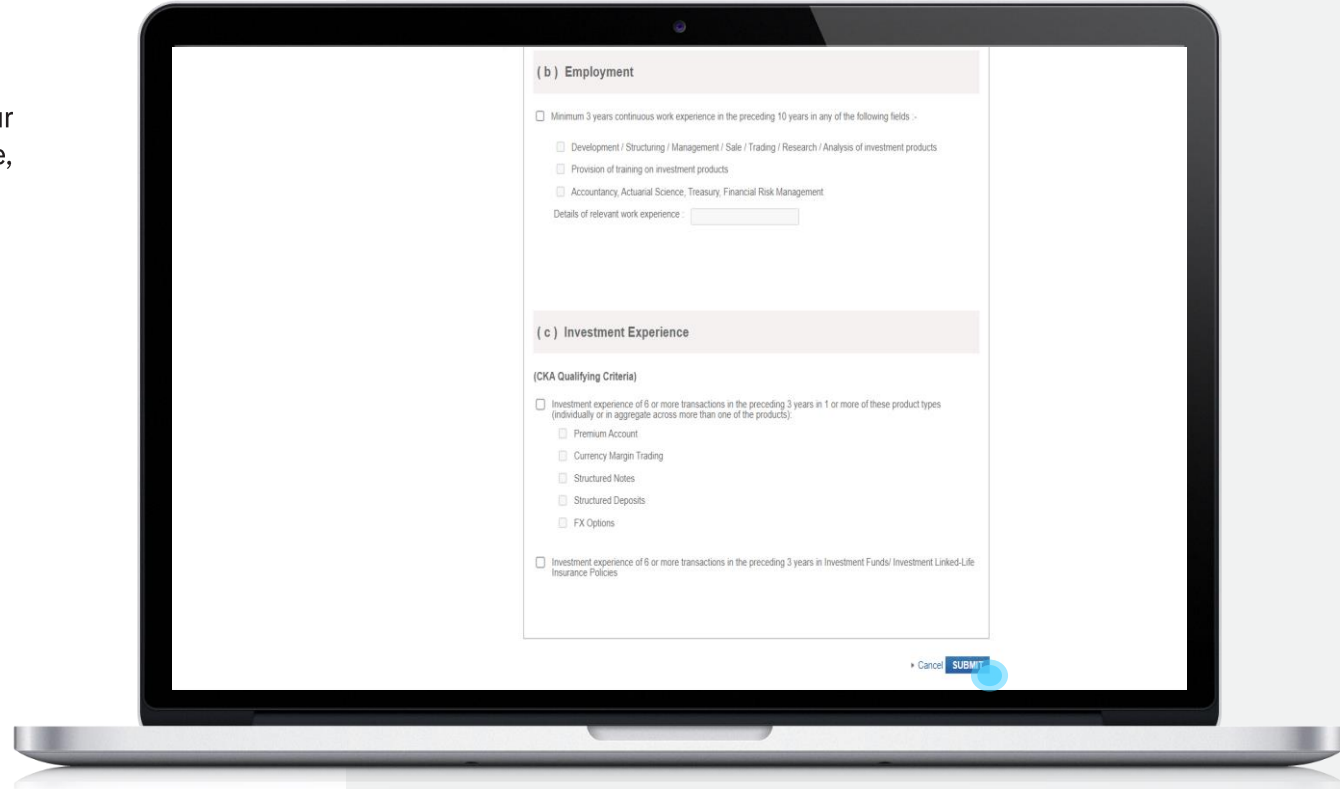 ur
e,
( b ) Employment
Minimum 3 years continuous work experience in the preceding 10 years in any of the following fields :-
Development / Structuring / Management / Sale / Trading / Research / Analysis of investment products
Provision of training on investment products
Accountancy, Actuarial Science, Treasury, Financial Risk Management
Details of relevant work experience :
( c ) Investment Experience
(CKA Qualifying Criteria)
Investment experience of 6 or more transactions in the preceding 3 years in 1 or more of these product types
(individually or in aggregate across more than one of the products):
Premium Account
Currency Margin Trading
Structured Notes
Structured Deposits
FX Options
Investment experience of 6 or more transactions in the preceding 3 years in Investment Funds/ Investment Linked-Life
Insurance Policies
Cancel SUBMIT